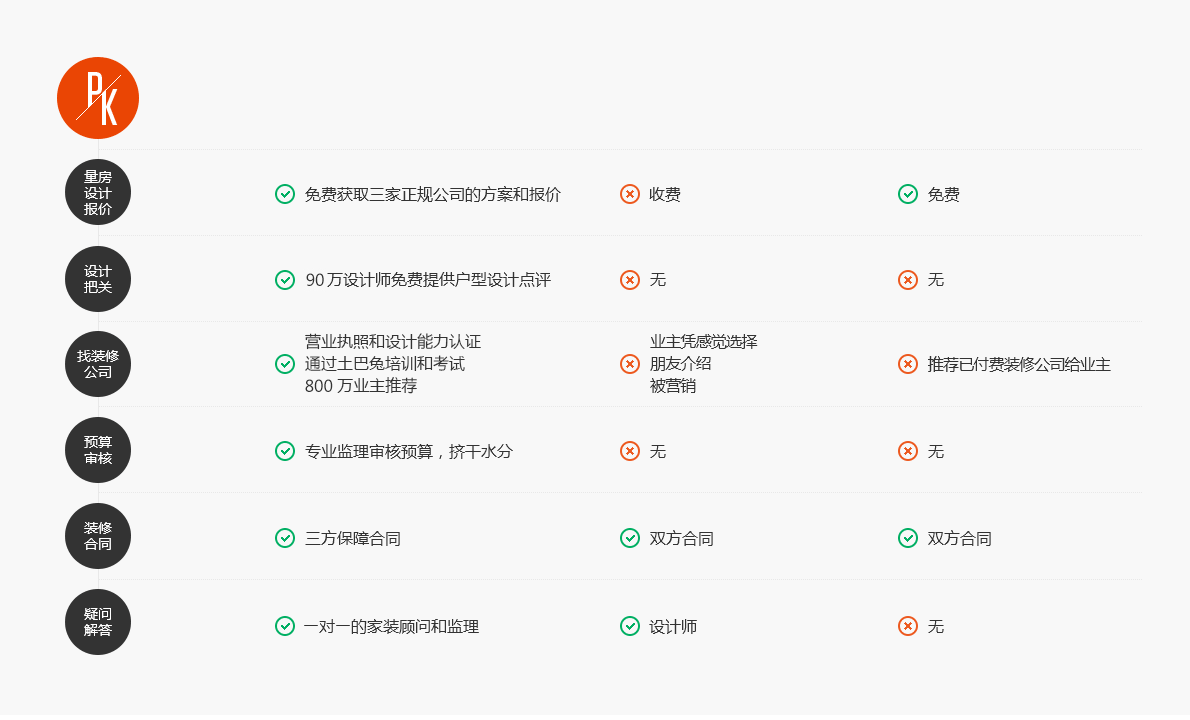 PK
量房
设计
报价
免费获取三家正规公司的方案和报价
收费
免费
设计
把关
90 万设计师免费提供户型设计点评
无
无
找装修
公司
营业执照和设计能力认证
通过土巴兔培训和考试
800 万业主推荐
业主凭感觉选择
朋友介绍
被营销
推荐已付费装修公司给业主
预算
审核
专业监理审核预算，挤干水分
无
无
装修
合同
三方保障合同
双方合同
双方合同
疑问
解答
一对一的家装顾问和监理
设计师
无